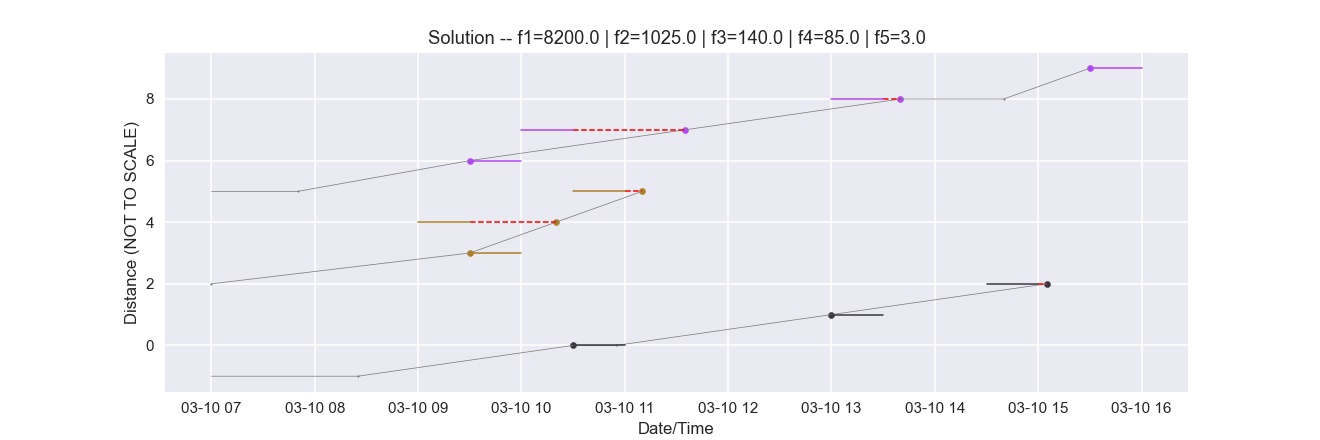 Solution -- f1=8200.0 | f2=1025.0 | f3=140.0 | f4=85.0 | f5=3.0
Distance (NOT TO SCALE)
8
6
4
2
0
03-10 07 03-10 08 03-10 09 03-10 10 03-10 11 03-10 12 03-10 13 03-10 14 03-10 15 03-10 16
Date/Time